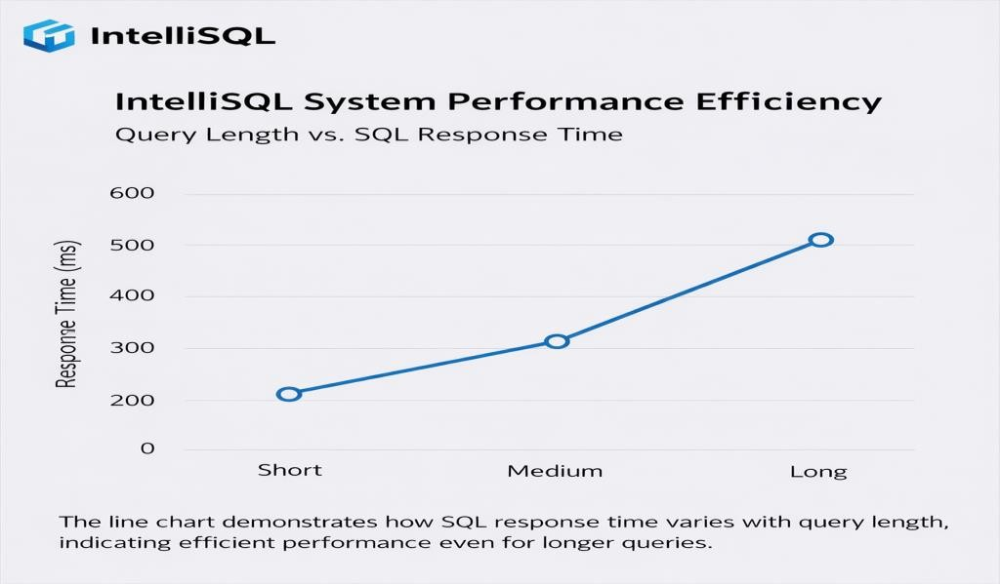 IntelliSQL
IntelliSQL System Performance Efficiency
Query Length vs. SQL Response Time
Response Time (ms)
600
500
400
300
200
0
Short Medium Long
The line chart demonstrates how SQL response time varies with query length,
indicating efficient performance even for longer queries.